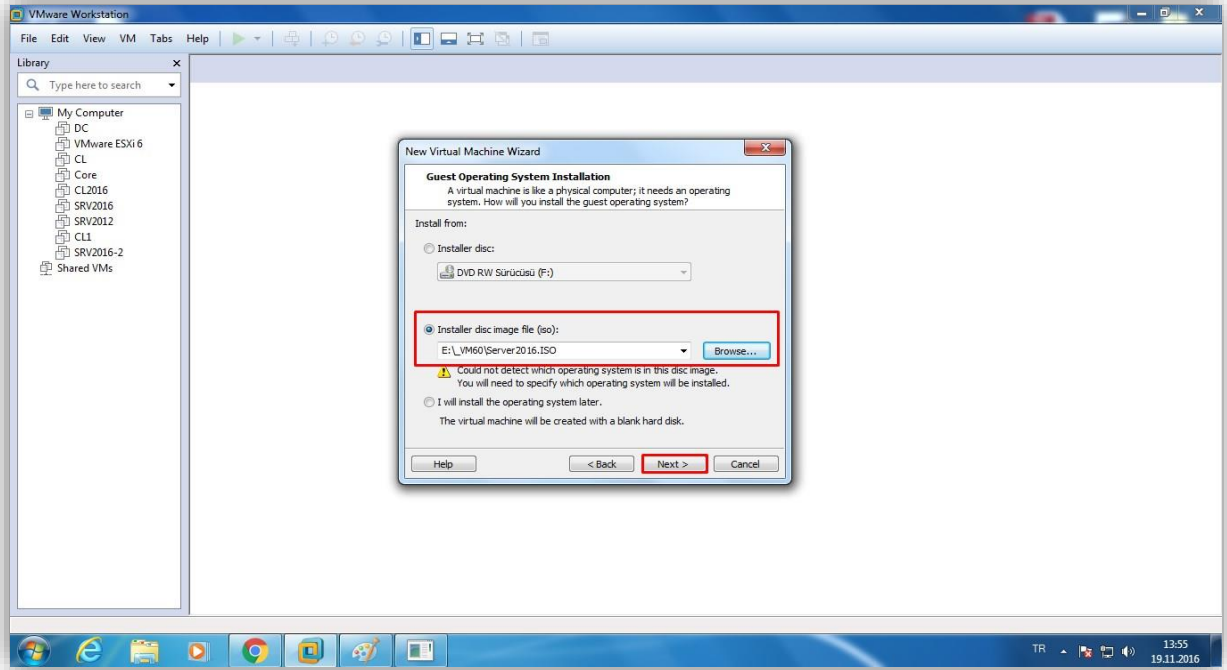 VMware Workstation
File Edit View VM Tabs Help
Library
Type here to search
My Computer
DC
VMware ESXi 6
CL
Core
CL2016
SRV2016
SRV2012
CL1
SRV2016-2
Shared VMs
New Virtual Machine Wizard
Guest Operating System Installation
A virtual machine is like a physical computer; it needs an operating
system. How will you install the guest operating system?
Install from:
Installer disc:
DVD RW Sürücüsü (F:)
Installer disc image file (iso):
E:\_VM60\Server2016.ISO
Browse...
Could not detect which operating system is in this disc image.
You will need to specify which operating system will be installed.
I will install the operating system later.
The virtual machine will be created with a blank hard disk.
Help < Back Next > Cancel
TR
13:55
19.11.2016